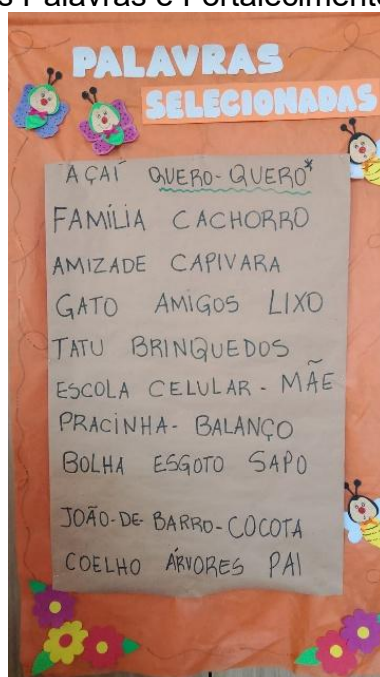 s Palavras e Fortalecimento
PALAVRAS
SELECIONADAS
AÇAÍ QUERO-QUERO*
FAMÍLIA CACHORRO
AMIZADE CAPIVARA
GATO AMIGOS LIXO
TATU BRINQUEDOS
ESCOLA CELULAR - MÃE
PRACINHA - BALANÇO
BOLHA ESGOTO SAPO
JOÃO-DE-BARRO - COCOTA
COELHO ÁRVORES PAI